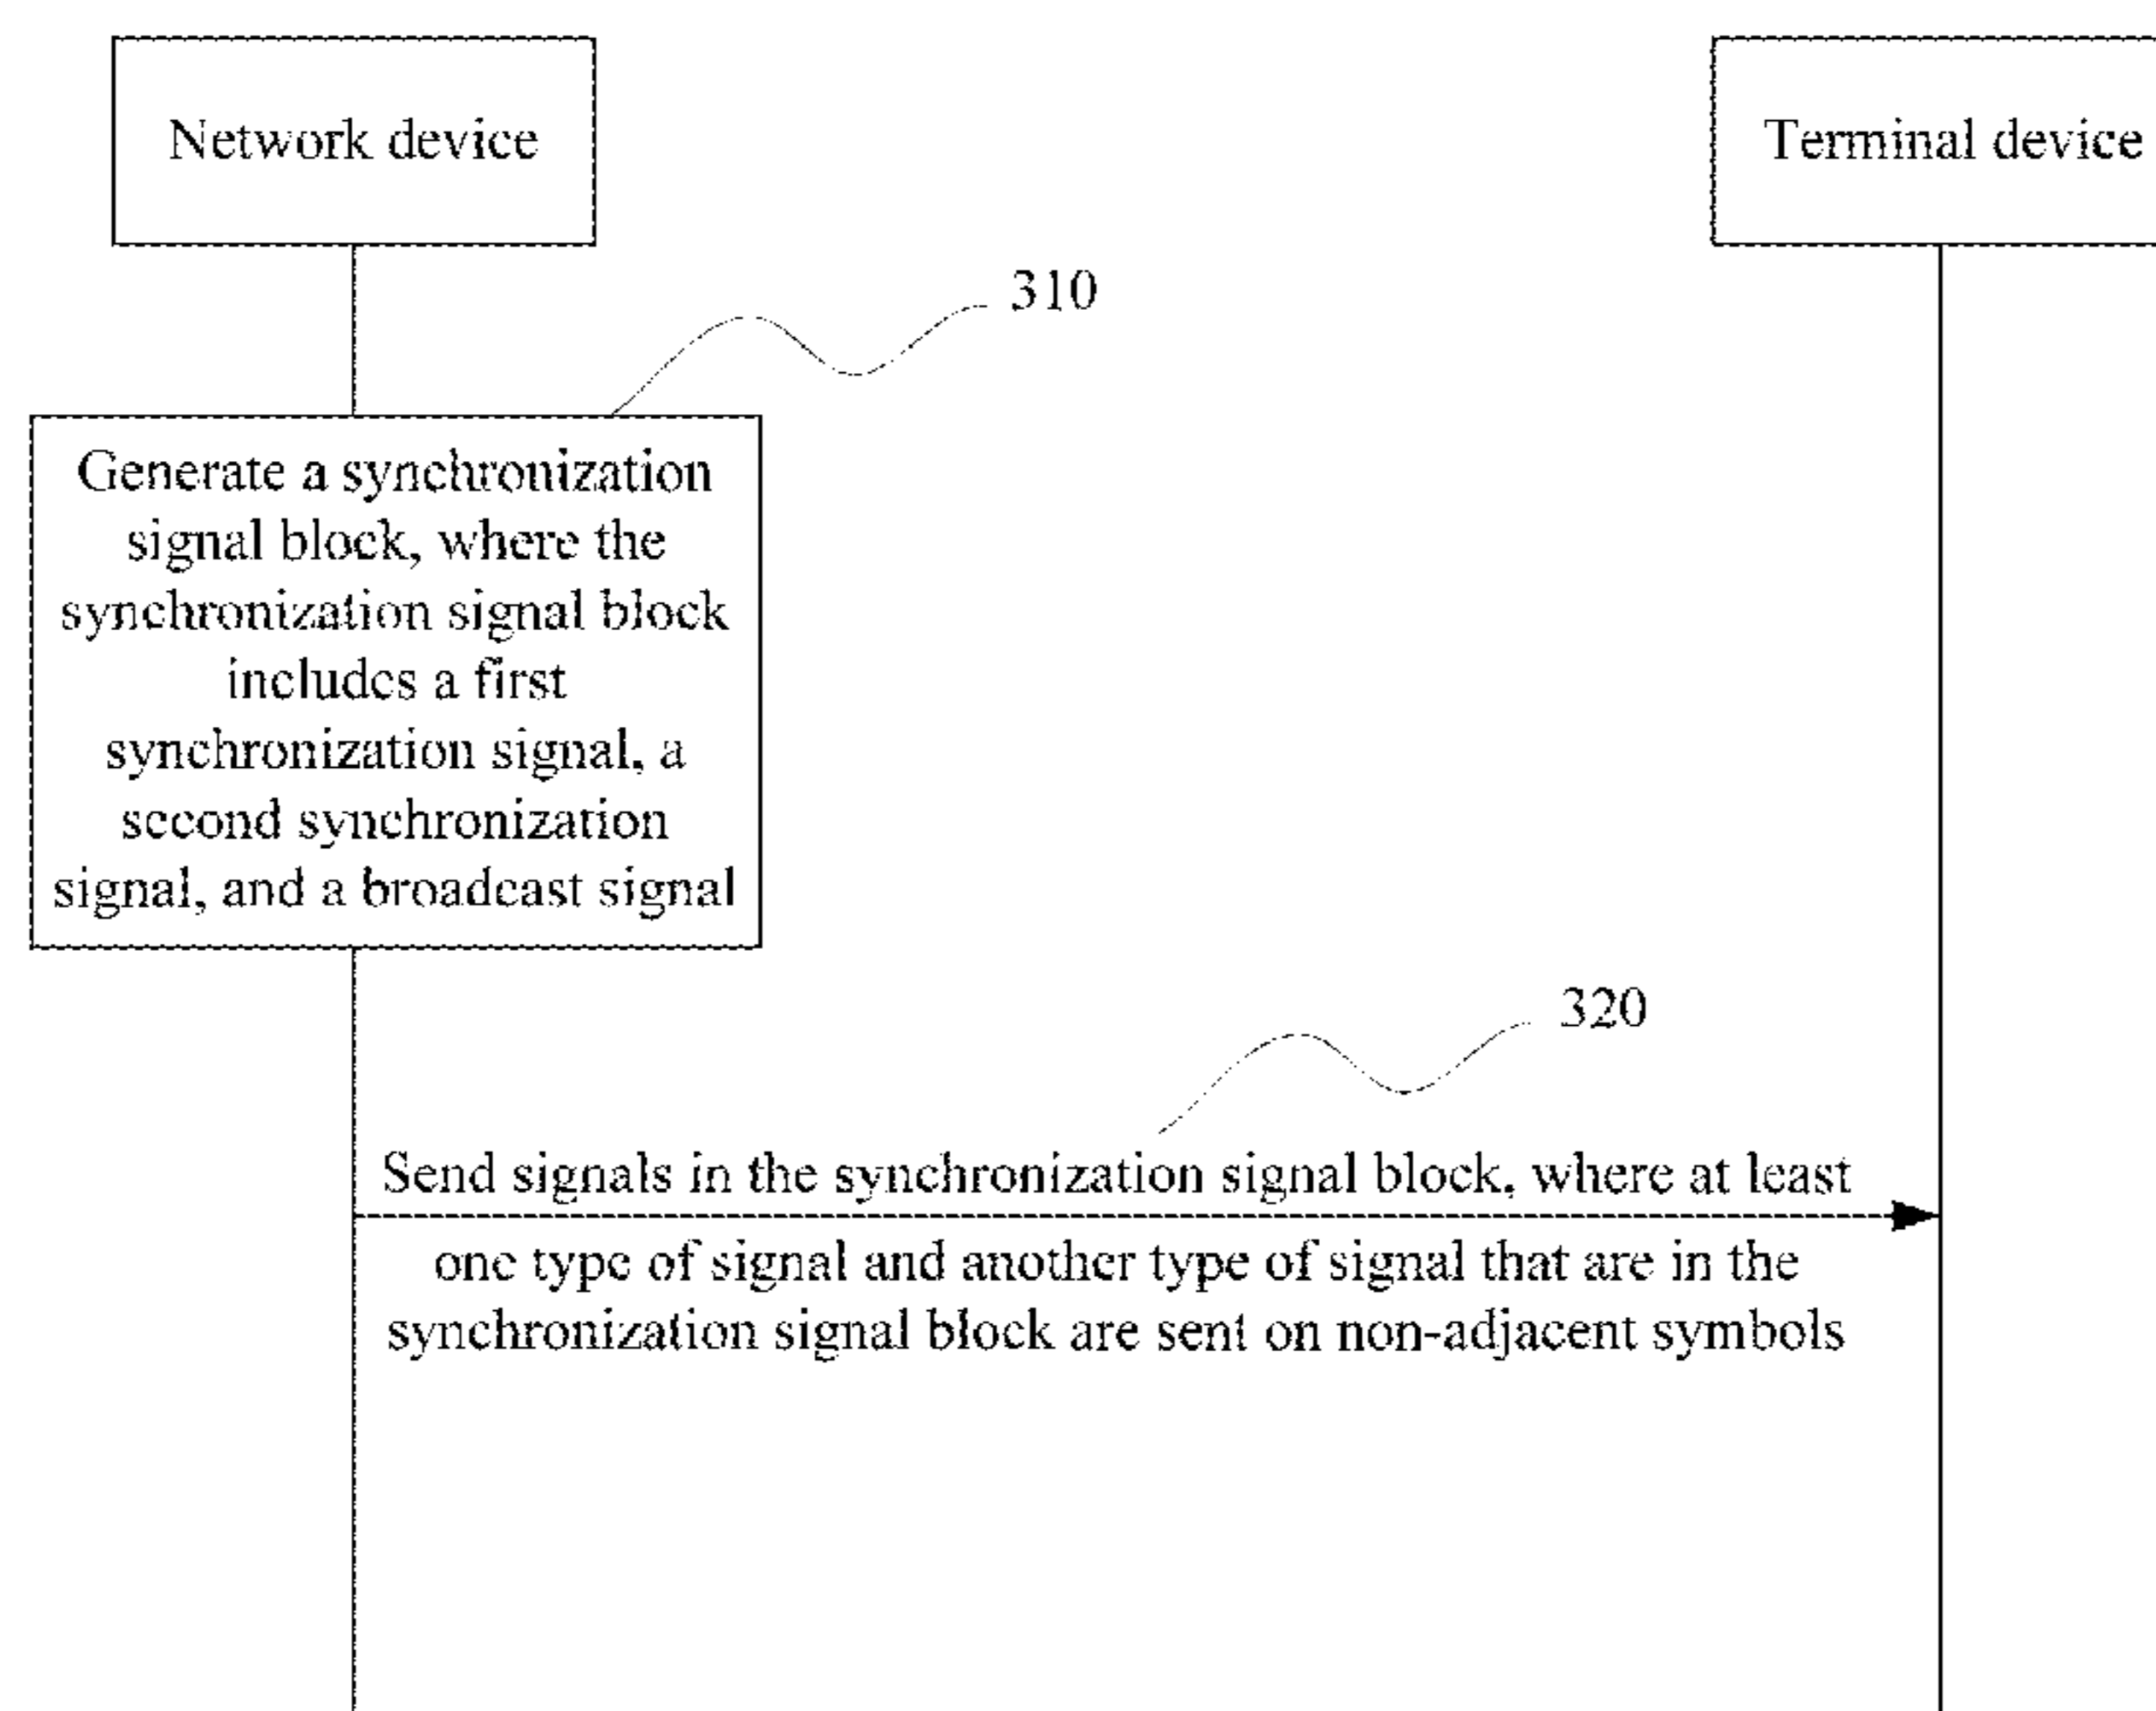 Network device
Terminal device
310
Generate a synchronization
signal block, where the
synchronization signal block
includes a first
synchronization signal, a
second synchronization
signal, and a broadcast signal
320
Send signals in the synchronization signal block, where at least
one type of signal and another type of signal that are in the
synchronization signal block are sent on non-adjacent symbols